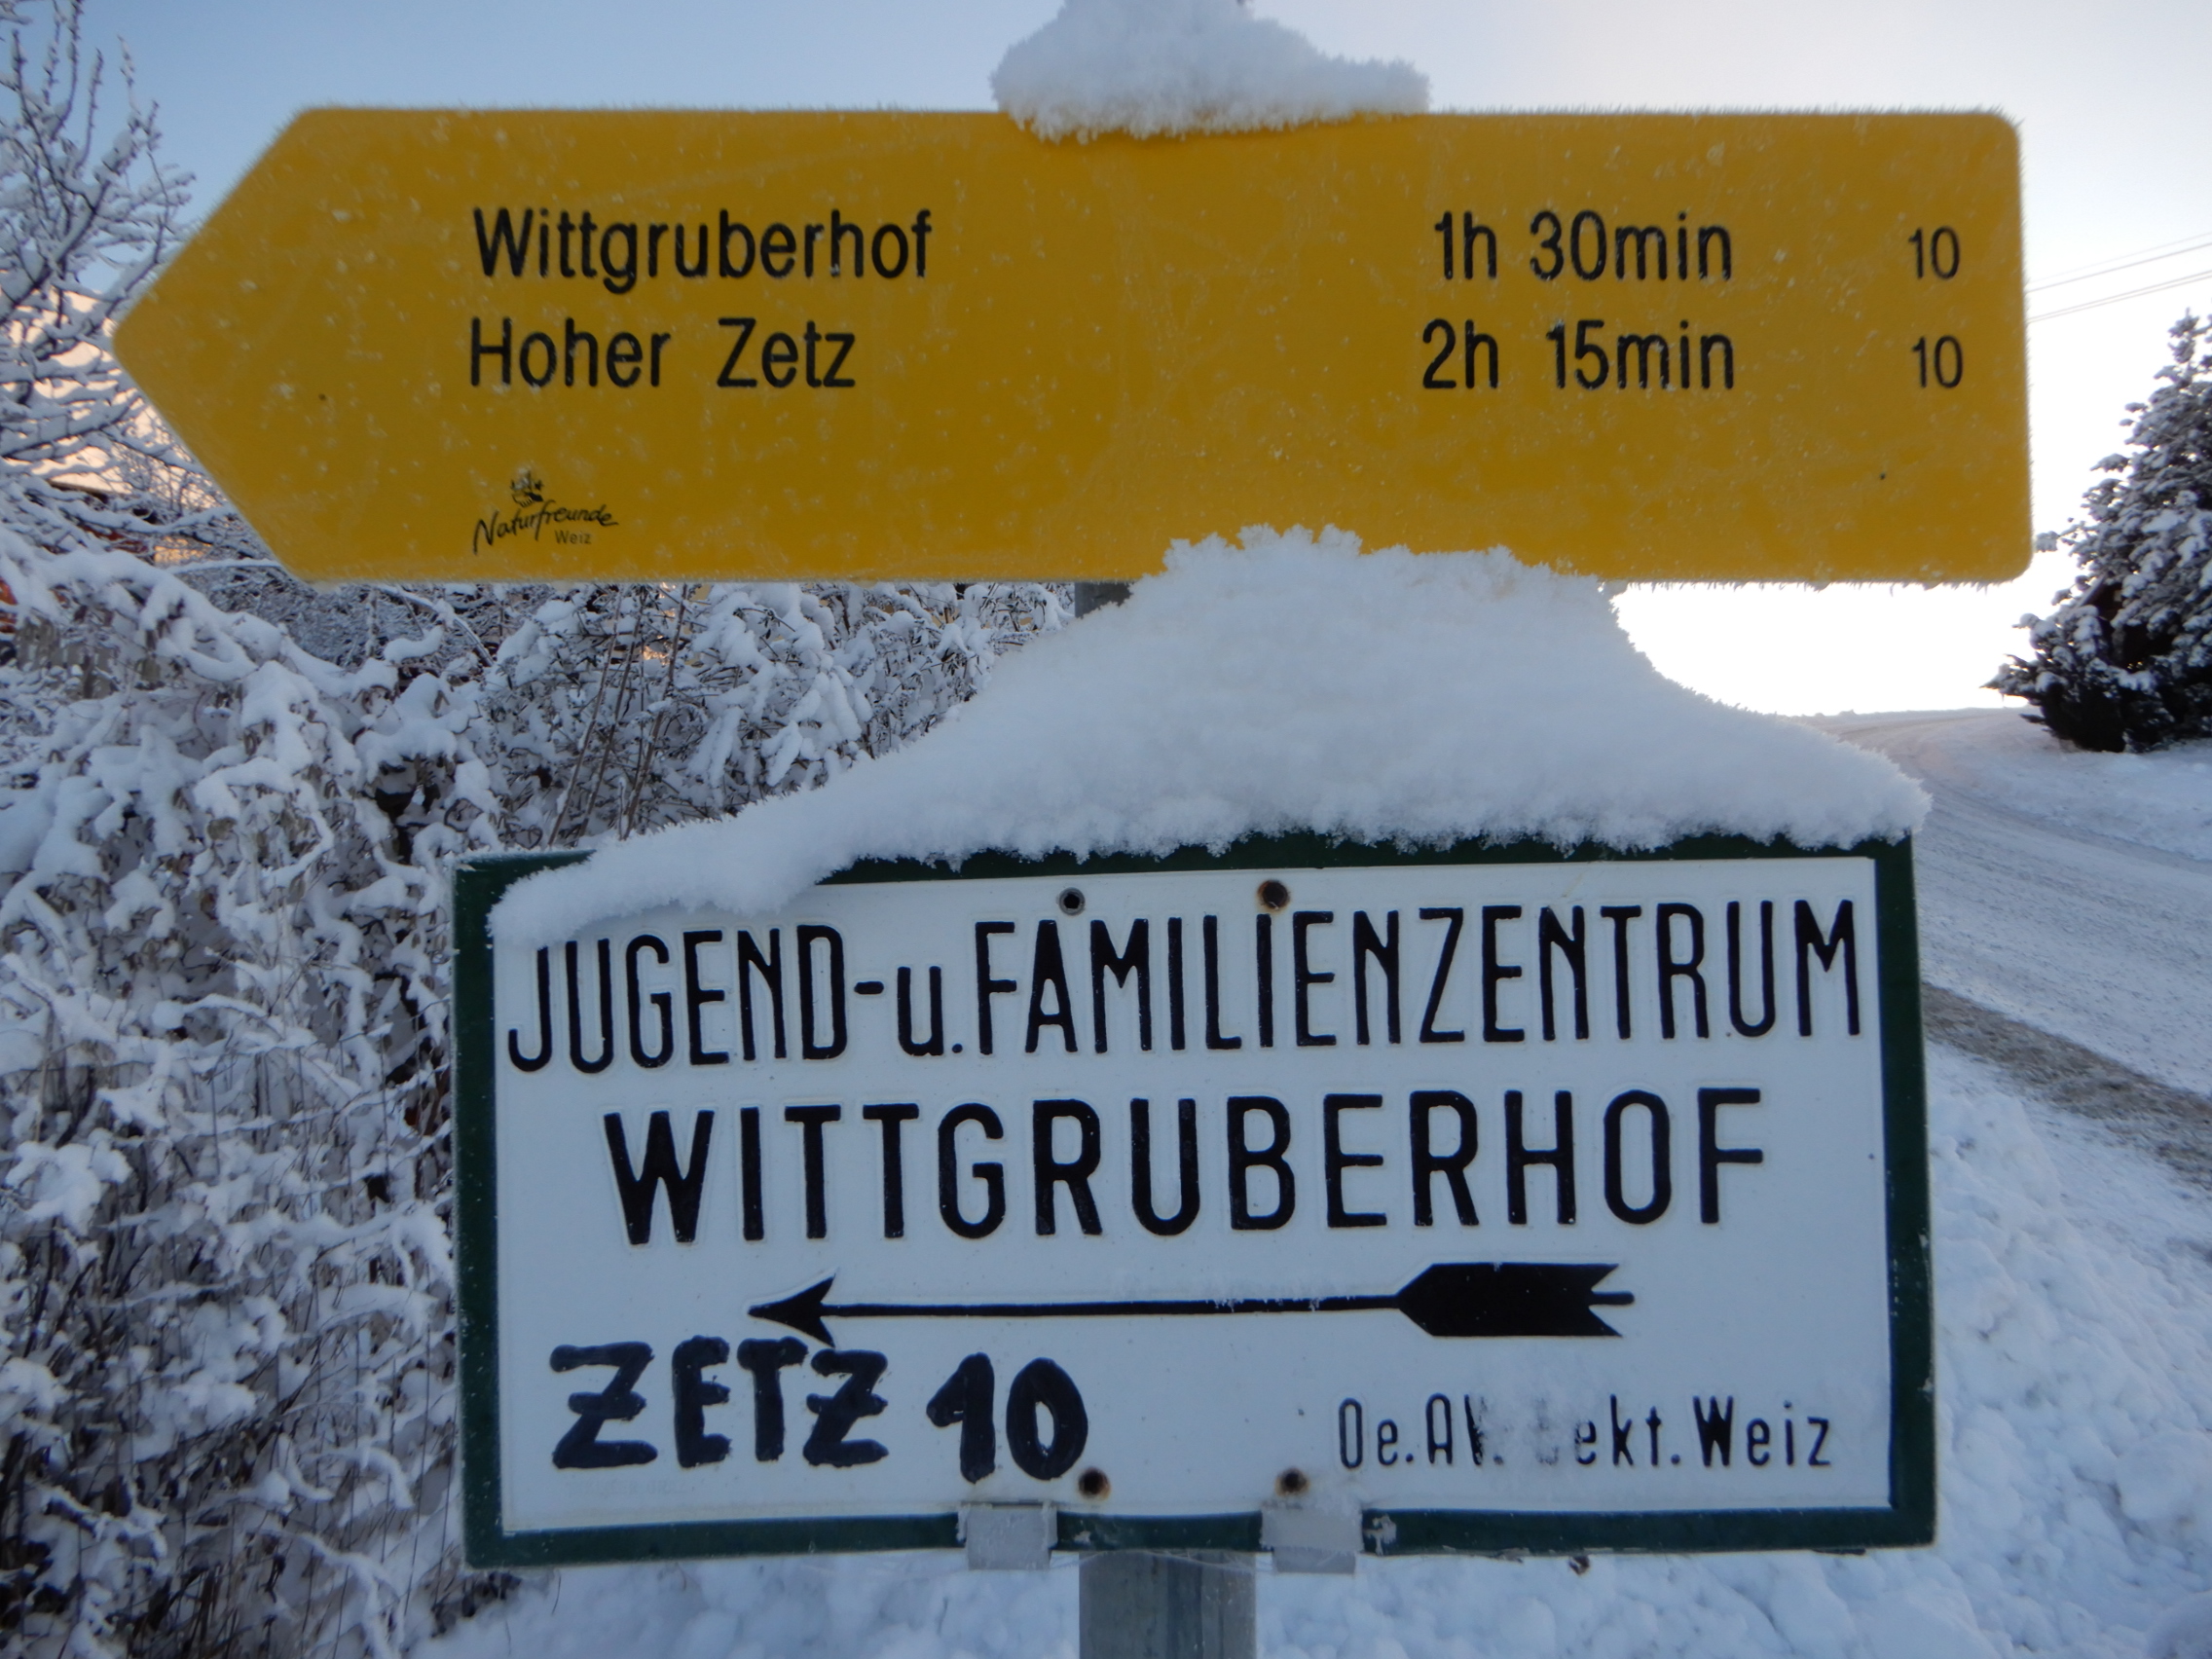 Wittgruberhof 1h 30min 10
Hoher Zetz 2h 15min 10
Naturfreunde
Weiz
JUGEND-u.FAMILIENZENTRUM
WITTGRUBERHOF
ZETZ 10
Oe.AV. ekt.Weiz